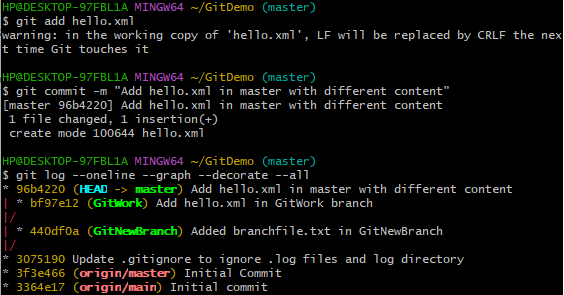 HP@DESKTOP-97FBL1A MINGW64 ~/GitDemo (master)
$ git add hello.xml
warning: in the working copy of 'hello.xml', LF will be replaced by CRLF the nex
t time Git touches it
HP@DESKTOP-97FBL1A MINGW64 ~/GitDemo (master)
$ git commit -m "Add hello.xml in master with different content"
[master 96b4220] Add hello.xml in master with different content
 1 file changed, 1 insertion(+)
 create mode 100644 hello.xml
HP@DESKTOP-97FBL1A MINGW64 ~/GitDemo (master)
$ git log --oneline --graph --decorate --all
* 96b4220 (HEAD -> master) Add hello.xml in master with different content
| * bf97e12 (GitWork) Add hello.xml in GitWork branch
|/
| * 440df0a (GitNewBranch) Added branchfile.txt in GitNewBranch
|/
* 3075190 Update .gitignore to ignore .log files and log directory
* 3f3e466 (origin/master) Initial Commit
* 3364e17 (origin/main) Initial commit